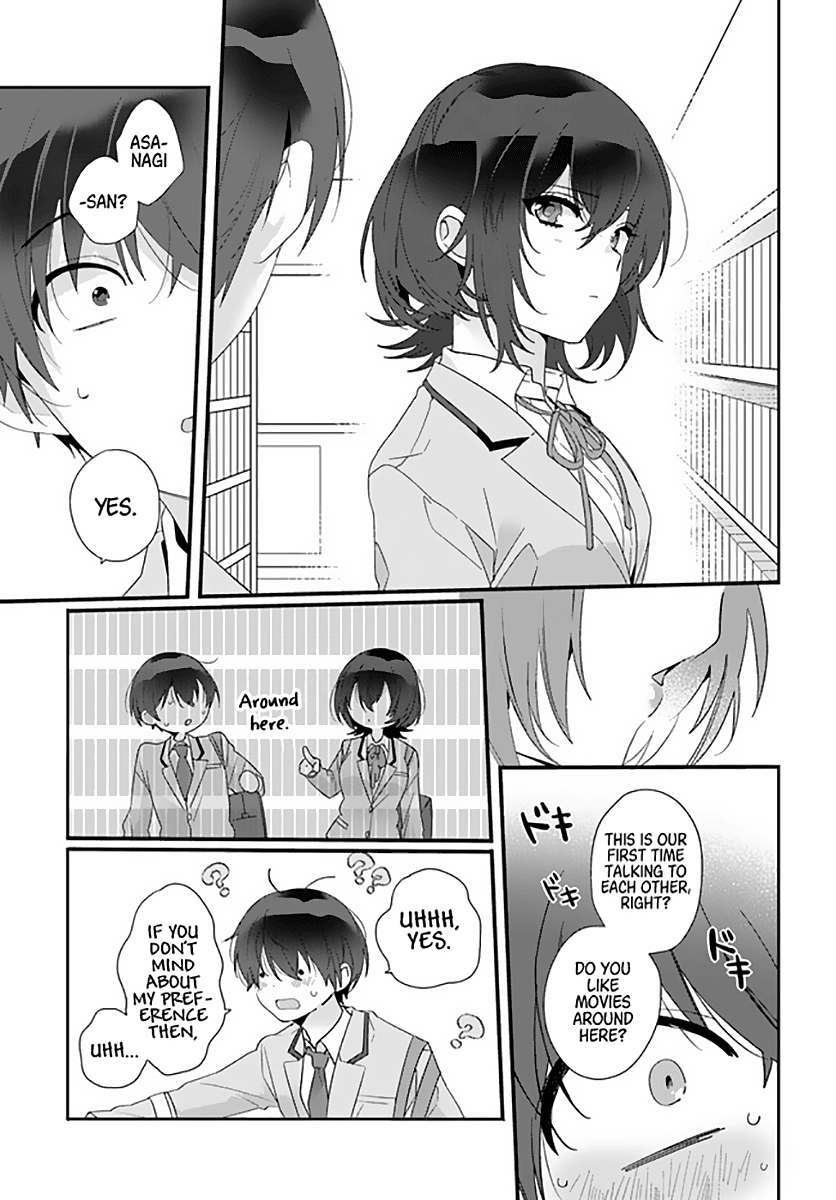 ASA-
NAGI
-SAN?
YES.
THIS IS OUR
FIRST TIME
TALKING TO
EACH OTHER,
RIGHT?
DO YOU
LIKE
MOVIES
AROUND
HERE?
ドキ
ドキ
ドキ
Around
here.
UHHH,
YES.
IF YOU
DON'T
MIND
ABOUT
MY PREF-
ERENCE
THEN,
UHH...
? ?
? ? ?
?